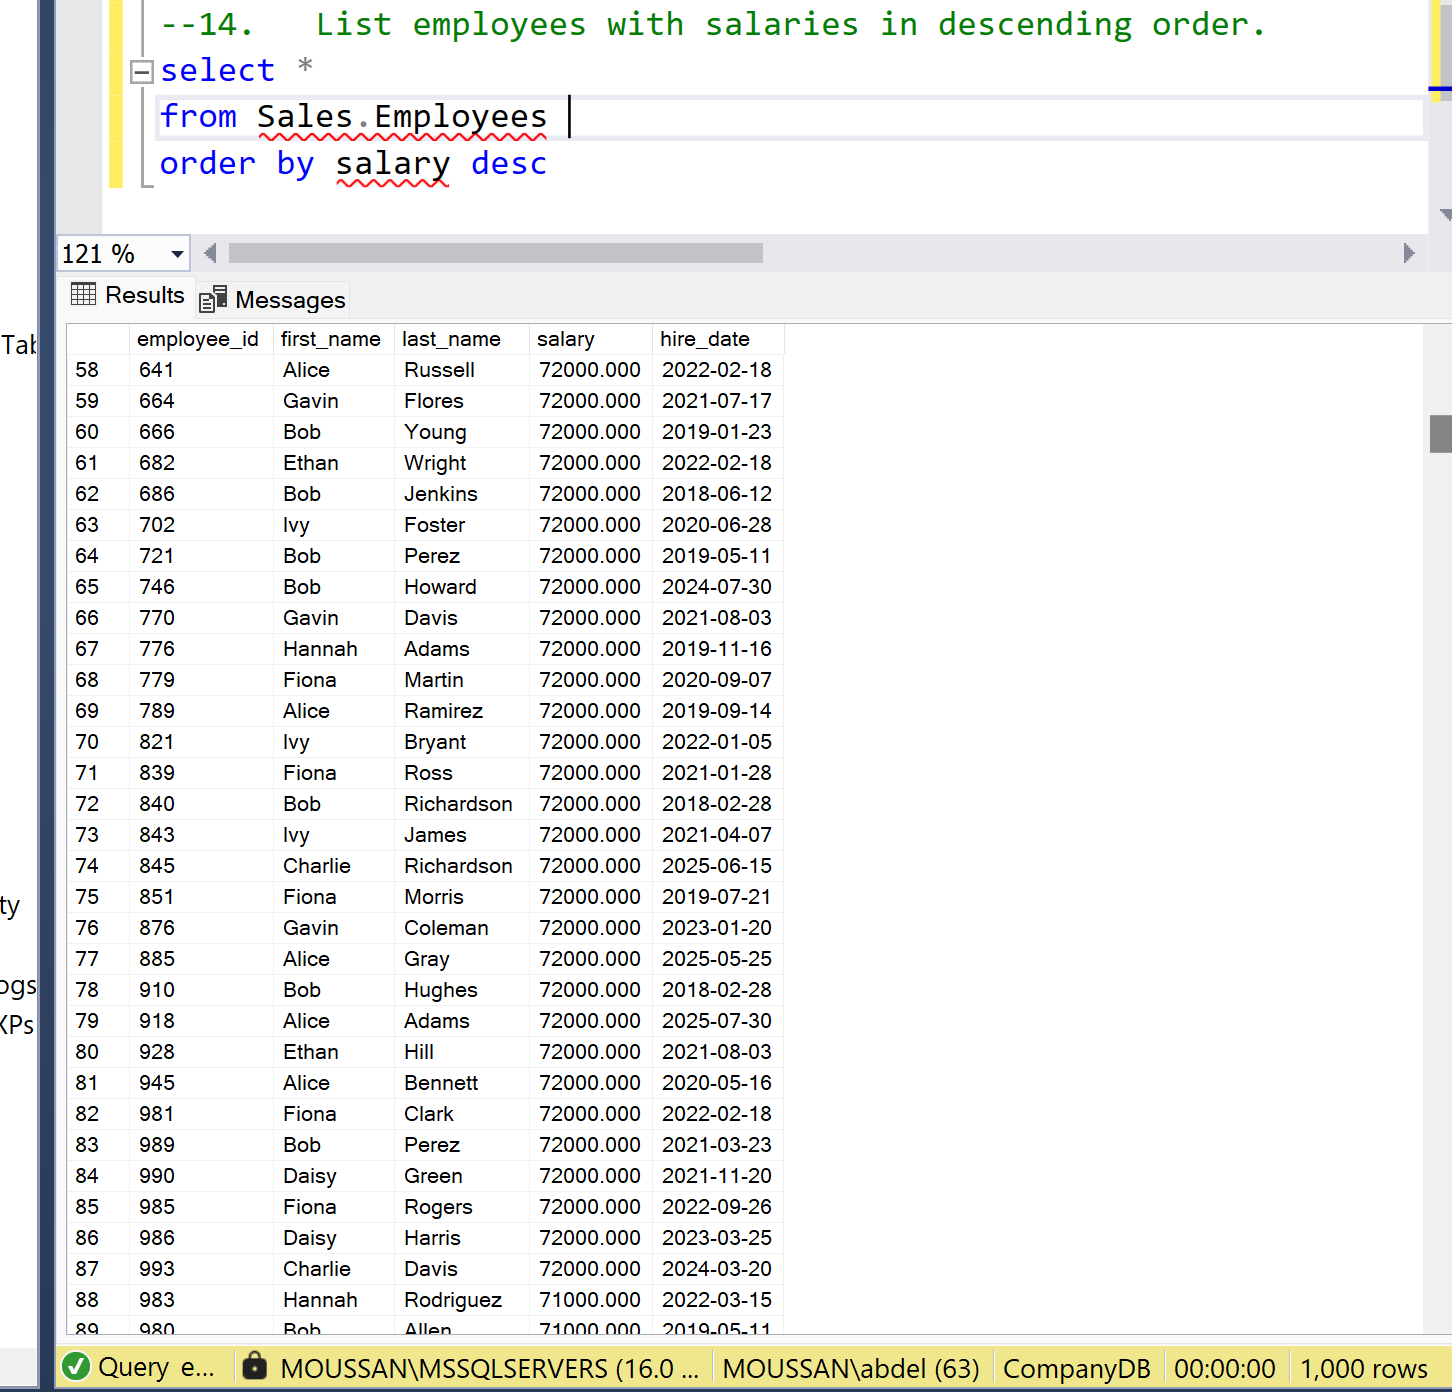 --14.   List employees with salaries in descending order.
select *
from Sales.Employees
order by salary desc
121 %
Results Messages
employee_id first_name last_name salary hire_date
58 641 Alice Russell 72000.000 2022-02-18
59 664 Gavin Flores 72000.000 2021-07-17
60 666 Bob Young 72000.000 2019-01-23
61 682 Ethan Wright 72000.000 2022-02-18
62 686 Bob Jenkins 72000.000 2018-06-12
63 702 Ivy Foster 72000.000 2020-06-28
64 721 Bob Perez 72000.000 2019-05-11
65 746 Bob Howard 72000.000 2024-07-30
66 770 Gavin Davis 72000.000 2021-08-03
67 776 Hannah Adams 72000.000 2019-11-16
68 779 Fiona Martin 72000.000 2020-09-07
69 789 Alice Ramirez 72000.000 2019-09-14
70 821 Ivy Bryant 72000.000 2022-01-05
71 839 Fiona Ross 72000.000 2021-01-28
72 840 Bob Richardson 72000.000 2018-02-28
73 843 Ivy James 72000.000 2021-04-07
74 845 Charlie Richardson 72000.000 2025-06-15
75 851 Fiona Morris 72000.000 2019-07-21
76 876 Gavin Coleman 72000.000 2023-01-20
77 885 Alice Gray 72000.000 2025-05-25
78 910 Bob Hughes 72000.000 2018-02-28
79 918 Alice Adams 72000.000 2025-07-30
80 928 Ethan Hill 72000.000 2021-08-03
81 945 Alice Bennett 72000.000 2020-05-16
82 981 Fiona Clark 72000.000 2022-02-18
83 989 Bob Perez 72000.000 2021-03-23
84 990 Daisy Green 72000.000 2021-11-20
85 985 Fiona Rogers 72000.000 2022-09-26
86 986 Daisy Harris 72000.000 2023-03-25
87 993 Charlie Davis 72000.000 2024-03-20
88 983 Hannah Rodriguez 71000.000 2022-03-15
89 980 Bob Allen 71000.000 2019-05-11
Query e... MOUSSAN\MSSQLSERVERS (16.0 ... MOUSSAN\abdel (63) CompanyDB 00:00:00 1,000 rows